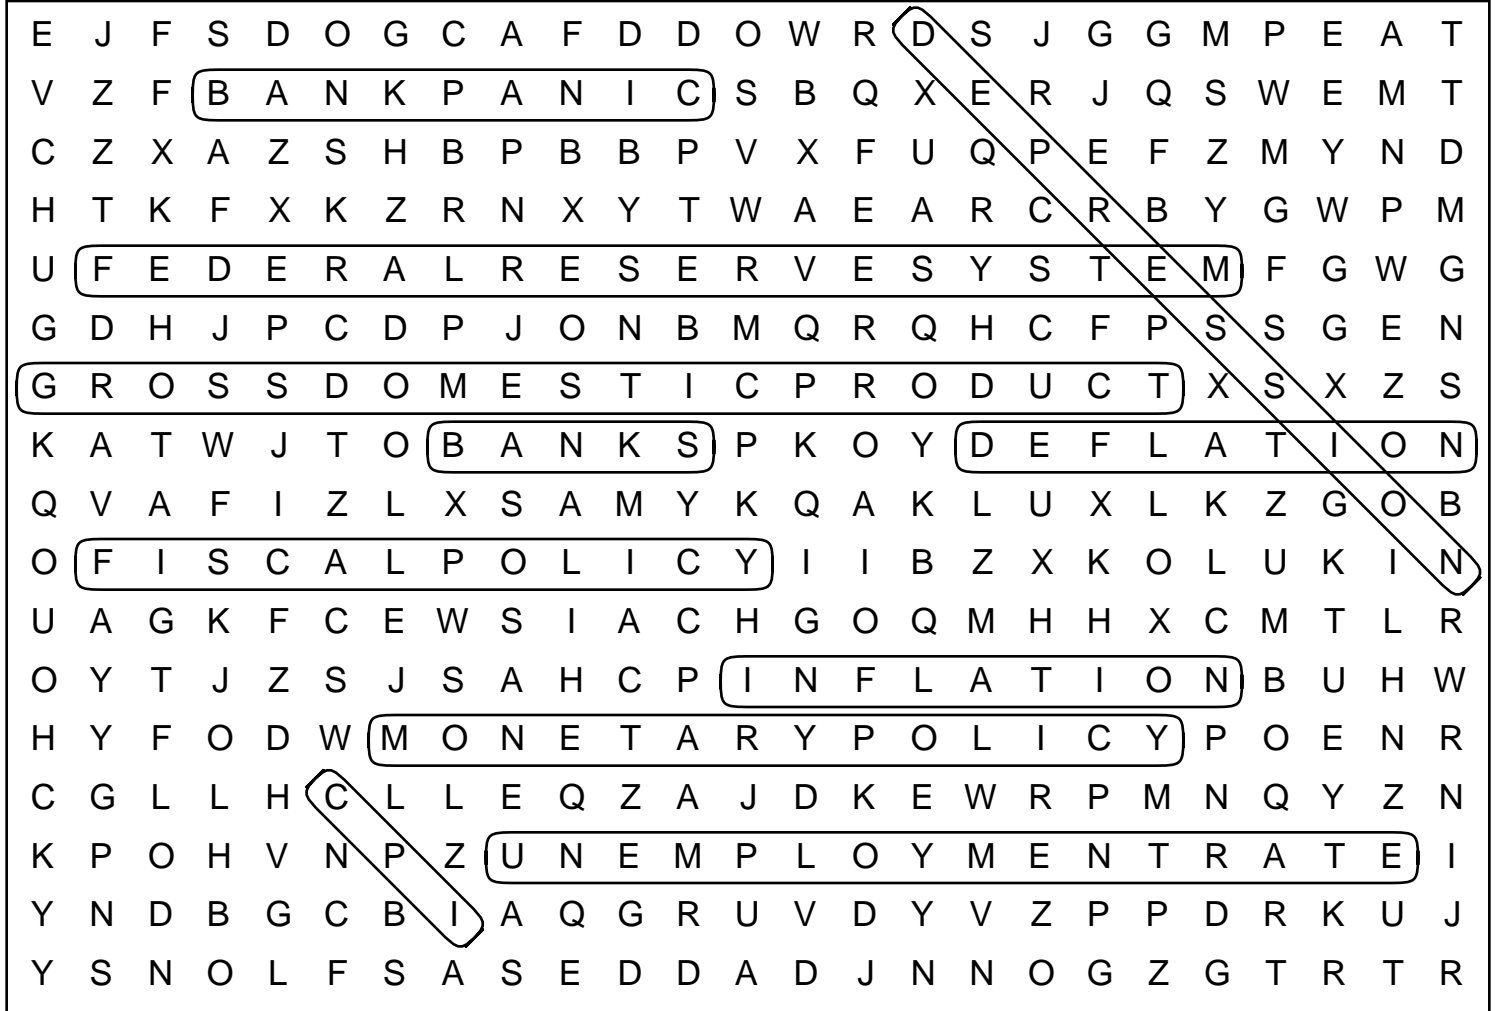 E J F S D O G C A F D D O W R D S J G G M P E A T
V Z F B A N K P A N I C S B Q X E R J Q S W E M T
C Z X A Z S H B P B B P V X F U Q P E F Z M Y N D
H T K F X K Z R N X Y T W A E A R C R B Y G W P M
U F E D E R A L R E S E R V E S Y S T E M F G W G
G D H J P C D P J O N B M Q R Q H C F P S S G E N
G R O S S D O M E S T I C P R O D U C T X S X Z S
K A T W J T O B A N K S P K O Y D E F L A T I O N
Q V A F I Z L X S A M Y K Q A K L U X L K Z G O B
O F I S C A L P O L I C Y I I B Z X K O L U K I N
U A G K F C E W S I A C H G O Q M H H X C M T L R
O Y T J Z S J S A H C P I N F L A T I O N B U H W
H Y F O D W M O N E T A R Y P O L I C Y P O E N R
C G L L H C L L E Q Z A J D K E W R P M N Q Y Z N
K P O H V N P Z U N E M P L O Y M E N T R A T E I
Y N D B G C B I A Q G R U V D Y V Z P P D R K U J
Y S N O L F S A S E D D A D J N N O G Z G T R T R